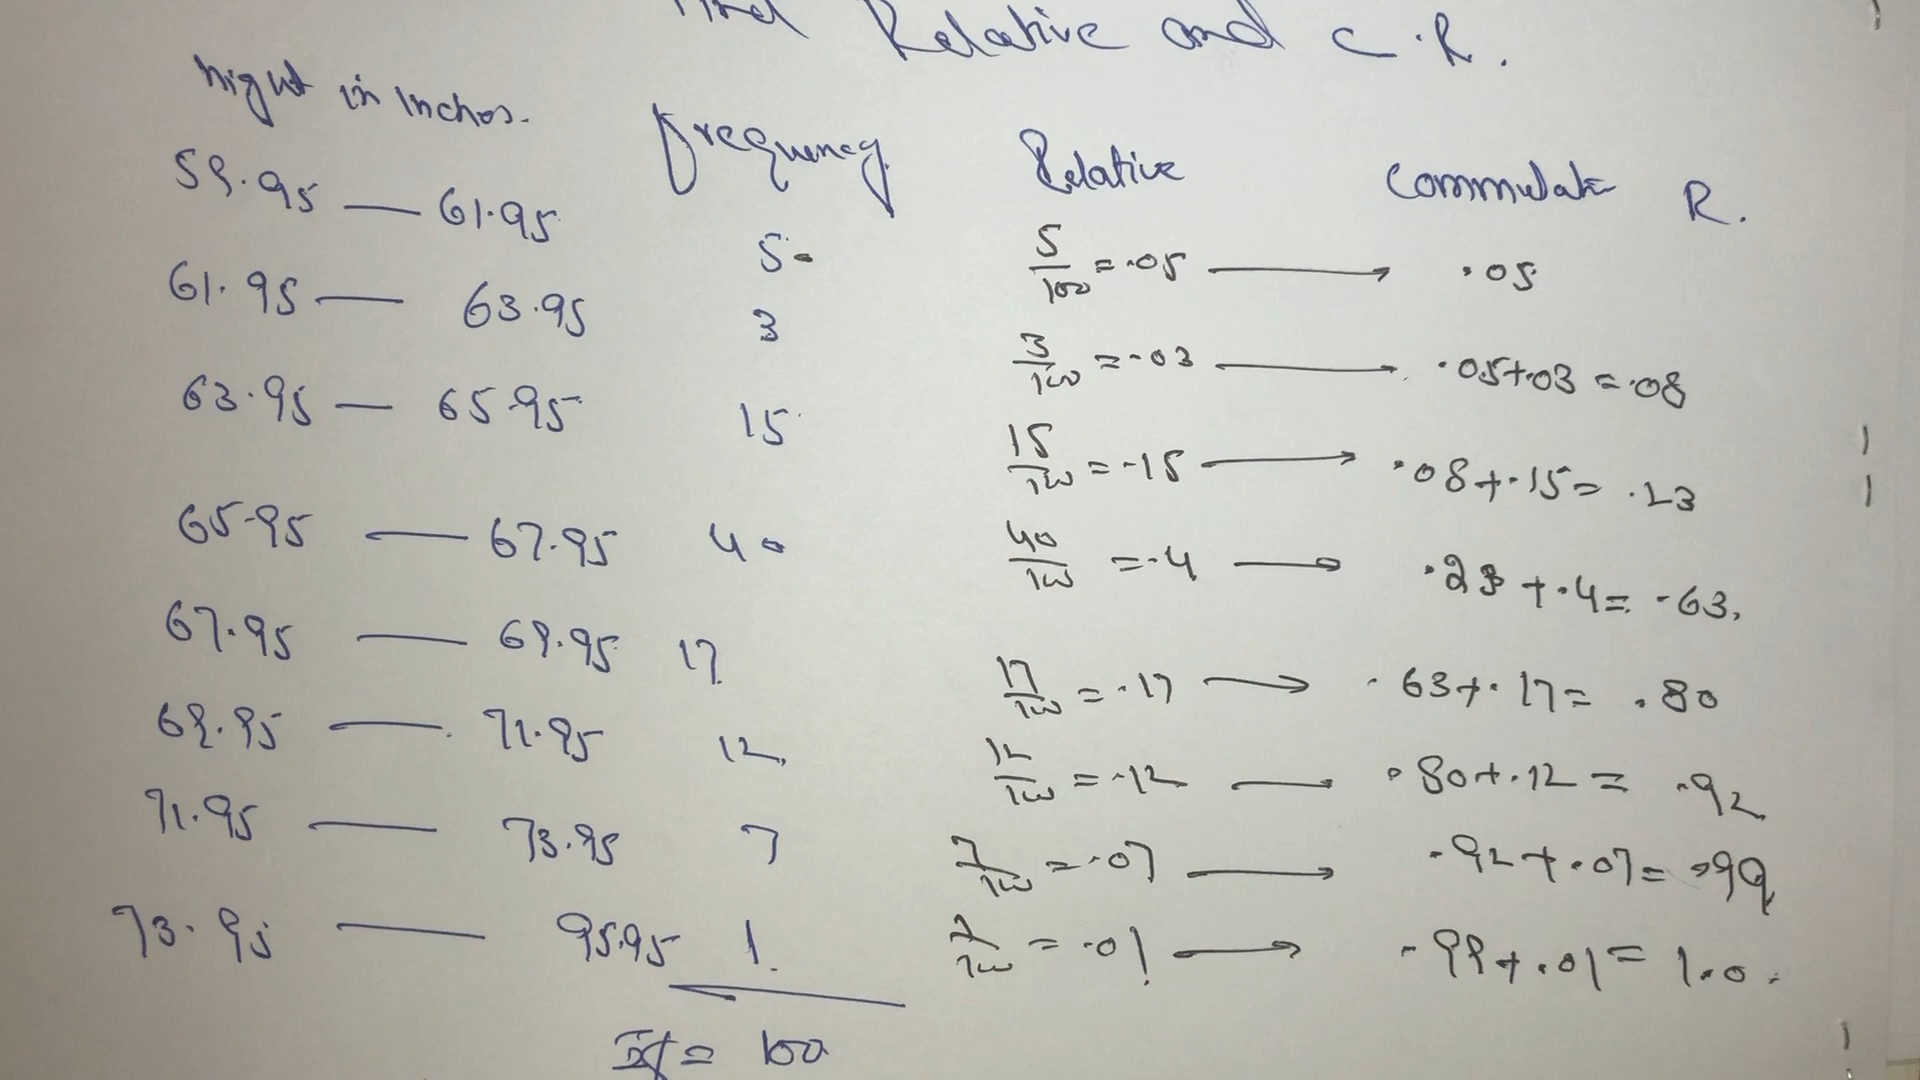 find Relative and C.R.
hight in inches. frequency Relative Commulate R.
59.95 — 61.95 5 5/100 = .05 → .05
61.95 — 63.95 3 3/100 = .03 → .05+.03 = .08
63.95 — 65.95 15 15/100 = .15 → .08+.15 = .23
65.95 — 67.95 40 40/100 = .4 → .23+.4 = .63.
67.95 — 69.95 17 17/100 = .17 → .63+.17 = .80
69.95 — 71.95 12 12/100 = .12 — .80+.12 = .92
71.95 — 73.95 7 7/100 = .07 → .92+.07 = .99
73.95 — 95.95 1. = .01 → .99+.01 = 1.0.
Σf = 100